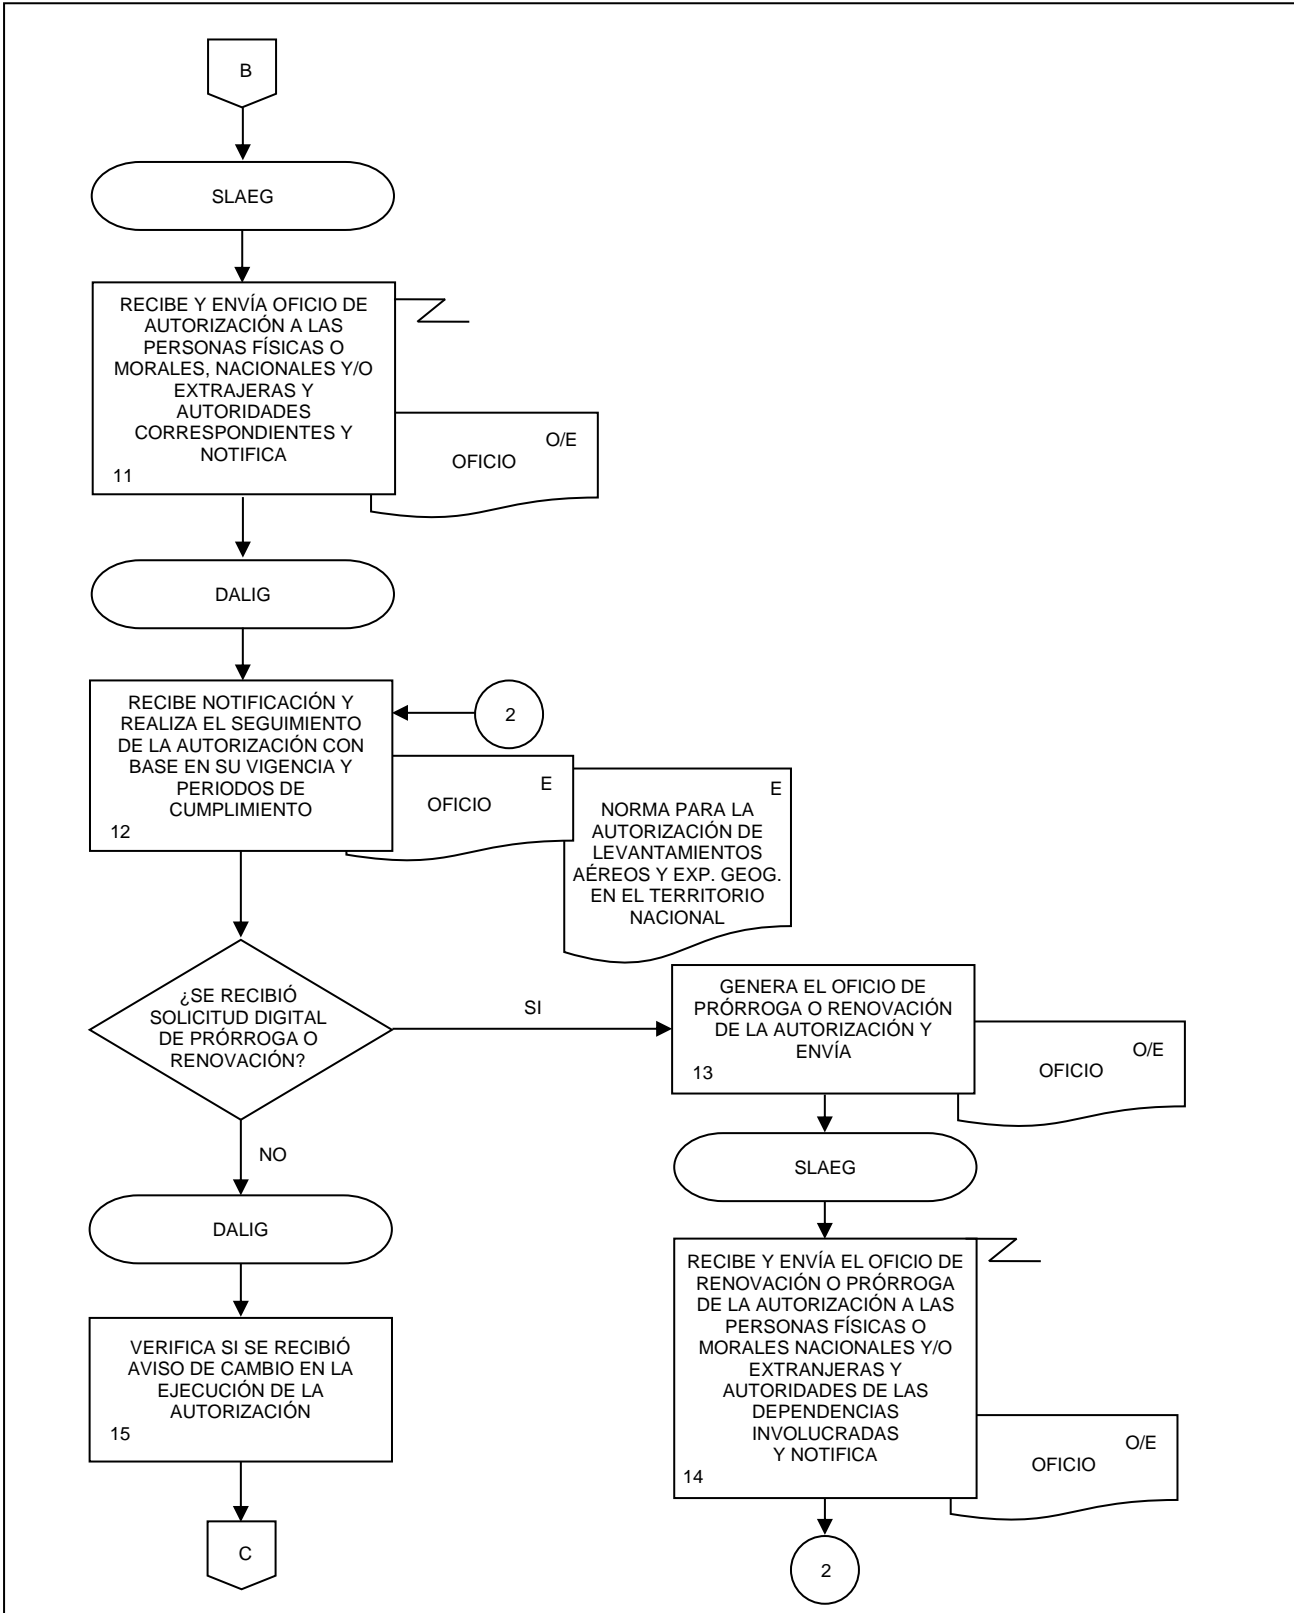 B
SLAEG
RECIBE Y ENVÍA OFICIO DE
AUTORIZACIÓN A LAS
PERSONAS FÍSICAS O
MORALES, NACIONALES Y/O
EXTRAJERAS Y
AUTORIDADES
CORRESPONDIENTES Y
NOTIFICA
11
O/E
OFICIO
DALIG
RECIBE NOTIFICACIÓN Y
REALIZA EL SEGUIMIENTO
DE LA AUTORIZACIÓN CON
BASE EN SU VIGENCIA Y
PERIODOS DE
CUMPLIMIENTO
12
2
E
OFICIO
E
NORMA PARA LA
AUTORIZACIÓN DE
LEVANTAMIENTOS
AÉREOS Y EXP. GEOG.
EN EL TERRITORIO
NACIONAL
¿SE RECIBIÓ
SOLICITUD DIGITAL
DE PRÓRROGA O
RENOVACIÓN?
SI
GENERA EL OFICIO DE
PRÓRROGA O RENOVACIÓN
DE LA AUTORIZACIÓN Y
ENVÍA
13
O/E
OFICIO
SLAEG
RECIBE Y ENVÍA EL OFICIO DE
RENOVACIÓN O PRÓRROGA
DE LA AUTORIZACIÓN A LAS
PERSONAS FÍSICAS O
MORALES NACIONALES Y/O
EXTRANJERAS Y
AUTORIDADES DE LAS
DEPENDENCIAS
INVOLUCRADAS
Y NOTIFICA
14
O/E
OFICIO
2
NO
DALIG
VERIFICA SI SE RECIBIÓ
AVISO DE CAMBIO EN LA
EJECUCIÓN DE LA
AUTORIZACIÓN
15
C